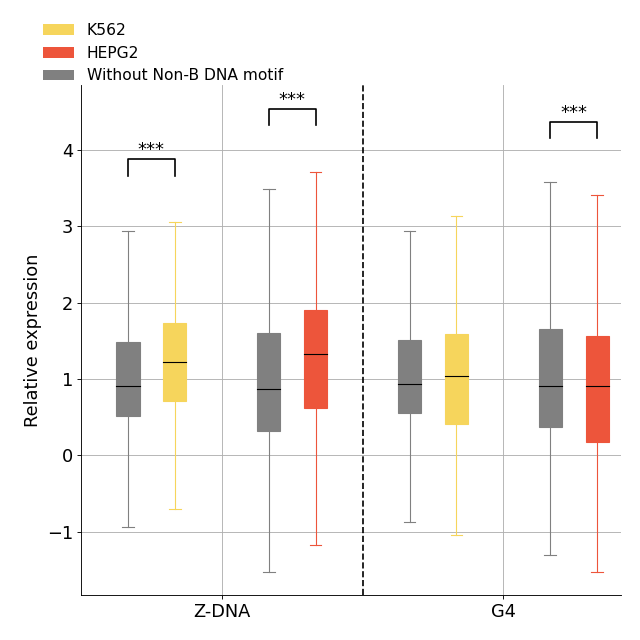 K562
HEPG2
Without Non-B DNA motif
***
***
***
Relative expression
4
3
2
1
0
−1
Z-DNA
G4